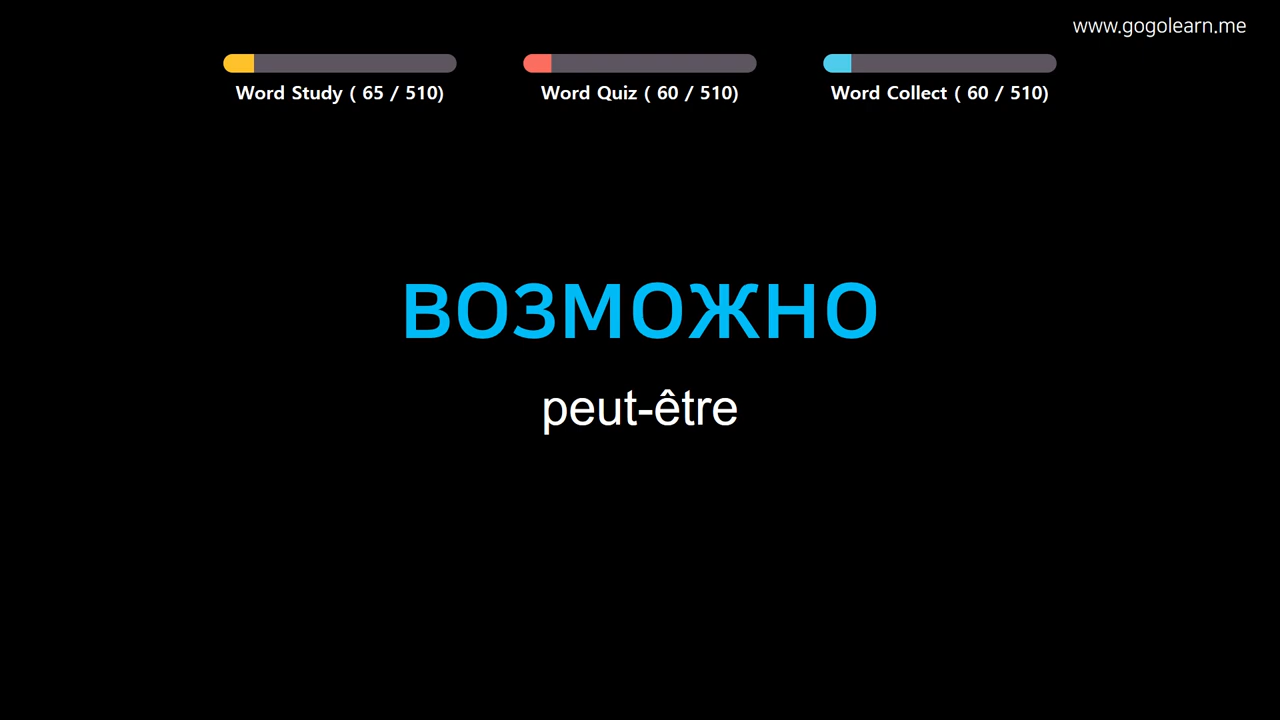 www.gogolearn.me
Word Study ( 65 / 510)
Word Quiz ( 60 / 510)
Word Collect ( 60 / 510)
возможно
peut-être